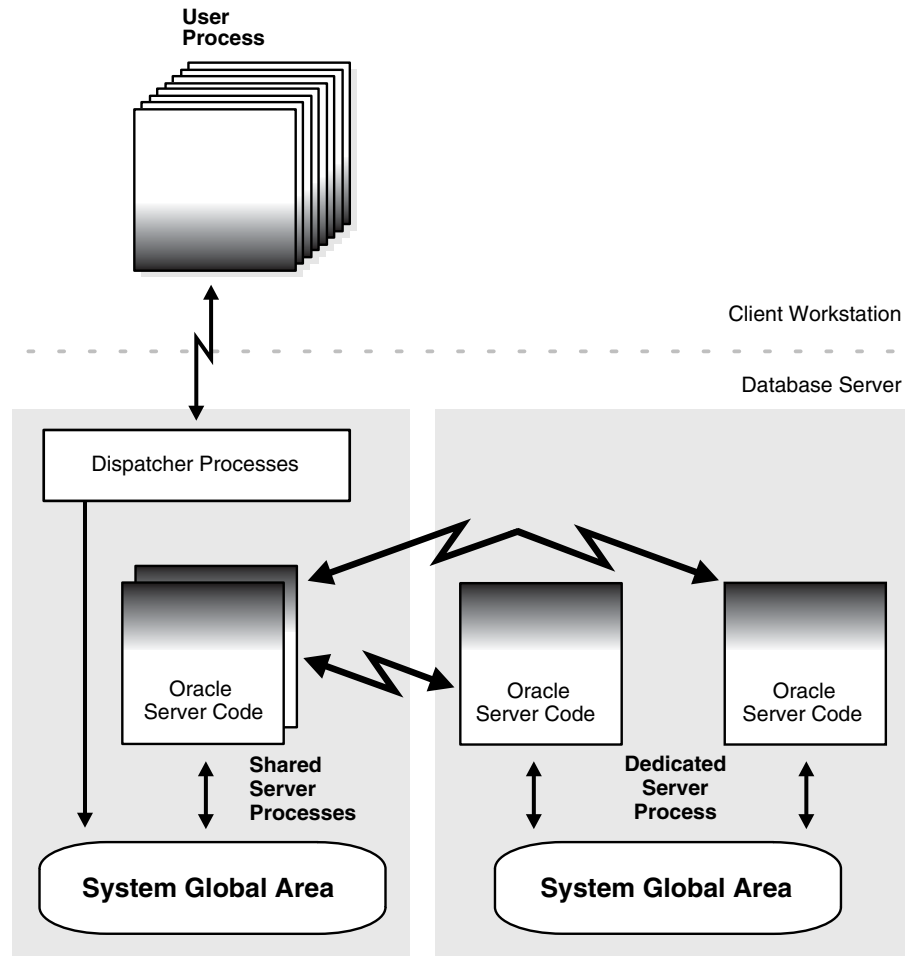 User
Process
Client Workstation
Database Server
Dispatcher Processes
Oracle
Server Code
Oracle
Server Code
Oracle
Server Code
Shared
Server
Processes
Dedicated
Server
Process
System Global Area
System Global Area